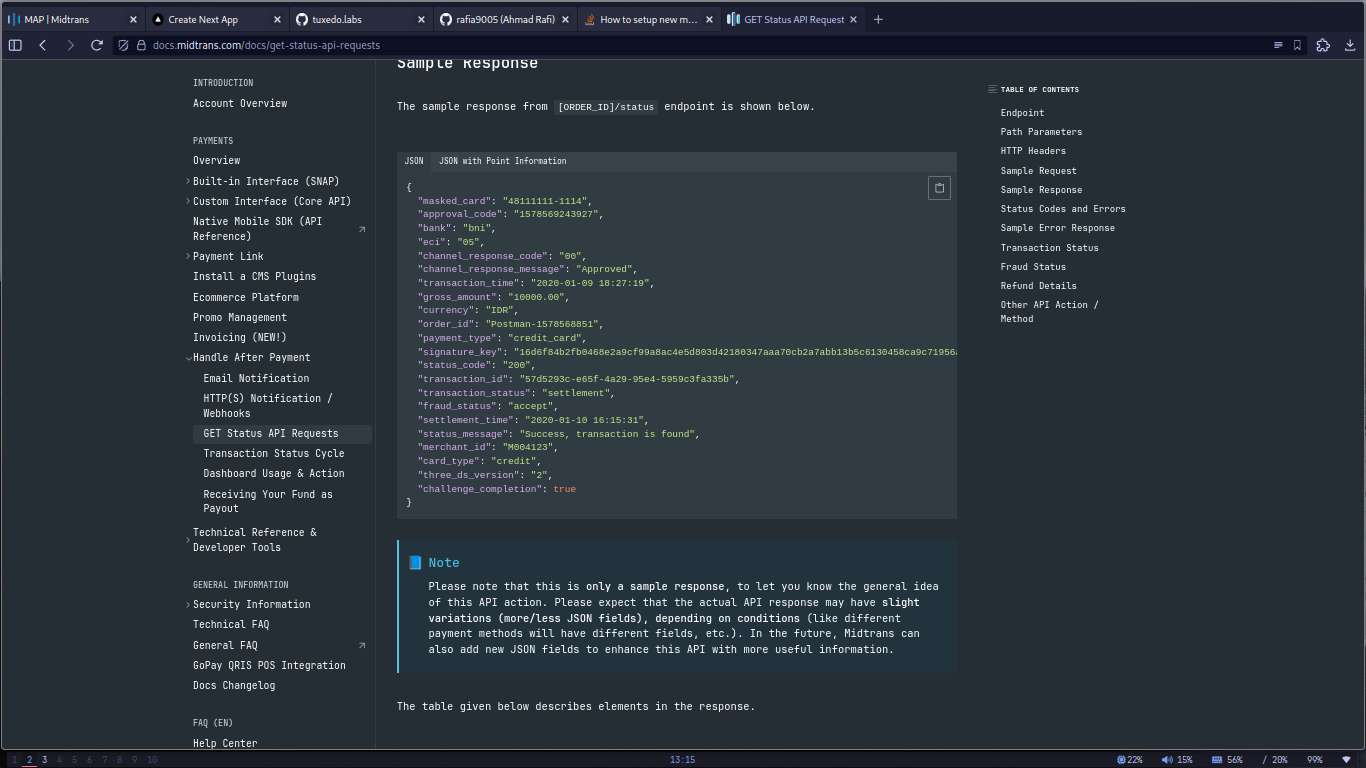 MAP | Midtrans
Create Next App
tuxedo.labs
rafia9005 (Ahmad Rafi)
How to setup new m…
GET Status API Request
docs.midtrans.com/docs/get-status-api-requests
INTRODUCTION
Account Overview
PAYMENTS
Overview
Built-in Interface (SNAP)
Custom Interface (Core API)
Native Mobile SDK (API
Reference)
Payment Link
Install a CMS Plugins
Ecommerce Platform
Promo Management
Invoicing (NEW!)
Handle After Payment
Email Notification
HTTP(S) Notification /
Webhooks
GET Status API Requests
Transaction Status Cycle
Dashboard Usage & Action
Receiving Your Fund as
Payout
Technical Reference &
Developer Tools
GENERAL INFORMATION
Security Information
Technical FAQ
General FAQ
GoPay QRIS POS Integration
Docs Changelog
FAQ (EN)
Help Center
Sample Response
The sample response from [ORDER_ID]/status endpoint is shown below.
JSON JSON with Point Information
{
"masked_card": "48111111-1114",
"approval_code": "1578569243927",
"bank": "bni",
"eci": "05",
"channel_response_code": "00",
"channel_response_message": "Approved",
"transaction_time": "2020-01-09 18:27:19",
"gross_amount": "10000.00",
"currency": "IDR",
"order_id": "Postman-1578568851",
"payment_type": "credit_card",
"signature_key": "16d6f84b2fb0468e2a9cf99a8ac4e5d803d42180347aaa70cb2a7abb13b5c6130458ca9c71956a
"status_code": "200",
"transaction_id": "57d5293c-e65f-4a29-95e4-5959c3fa335b",
"transaction_status": "settlement",
"fraud_status": "accept",
"settlement_time": "2020-01-10 16:15:31",
"status_message": "Success, transaction is found",
"merchant_id": "M004123",
"card_type": "credit",
"three_ds_version": "2",
"challenge_completion": true
}
Note
Please note that this is only a sample response, to let you know the general idea
of this API action. Please expect that the actual API response may have slight
variations (more/less JSON fields), depending on conditions (like different
payment methods will have different fields, etc.). In the future, Midtrans can
also add new JSON fields to enhance this API with more useful information.
The table given below describes elements in the response.
TABLE OF CONTENTS
Endpoint
Path Parameters
HTTP Headers
Sample Request
Sample Response
Status Codes and Errors
Sample Error Response
Transaction Status
Fraud Status
Refund Details
Other API Action /
Method
1 2 3 4 5 6 7 8 9 10
13:15
22% 15% 56% / 20% 99%